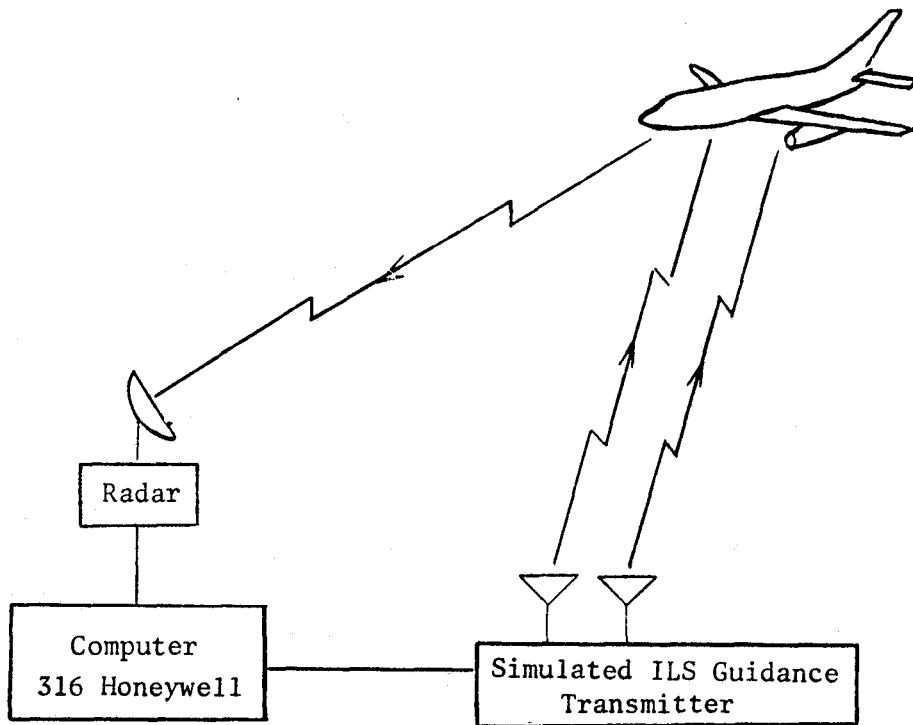 Radar
Computer
316 Honeywell
Simulated ILS Guidance
Transmitter